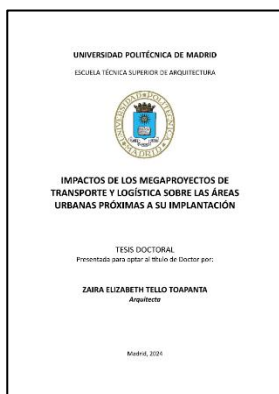 UNIVERSIDAD POLITÉCNICA DE MADRID
ESCUELA TÉCNICA SUPERIOR DE ARQUITECTURA
IMPACTOS DE LOS MEGAPROYECTOS DE
TRANSPORTE Y LOGÍSTICA SOBRE LAS ÁREAS
URBANAS PRÓXIMAS A SU IMPLANTACIÓN
TESIS DOCTORAL
Presentada para optar al título de Doctor por:
ZAIRA ELIZABETH TELLO TOAPANTA
Arquitecta
Madrid, 2024